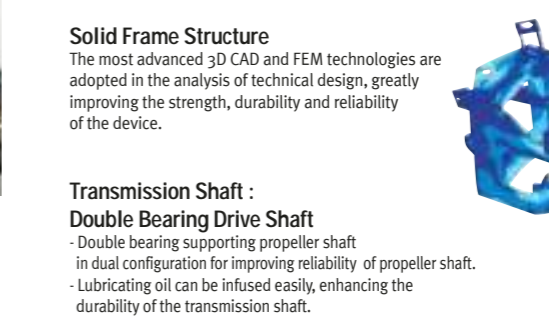 Solid Frame Structure
The most advanced 3D CAD and FEM technologies are
adopted in the analysis of technical design, greatly
improving the strength, durability and reliability
of the device.
Transmission Shaft :
Double Bearing Drive Shaft
- Double bearing supporting propeller shaft
in dual configuration for improving reliability of propeller shaft.
- Lubricating oil can be infused easily, enhancing the
durability of the transmission shaft.